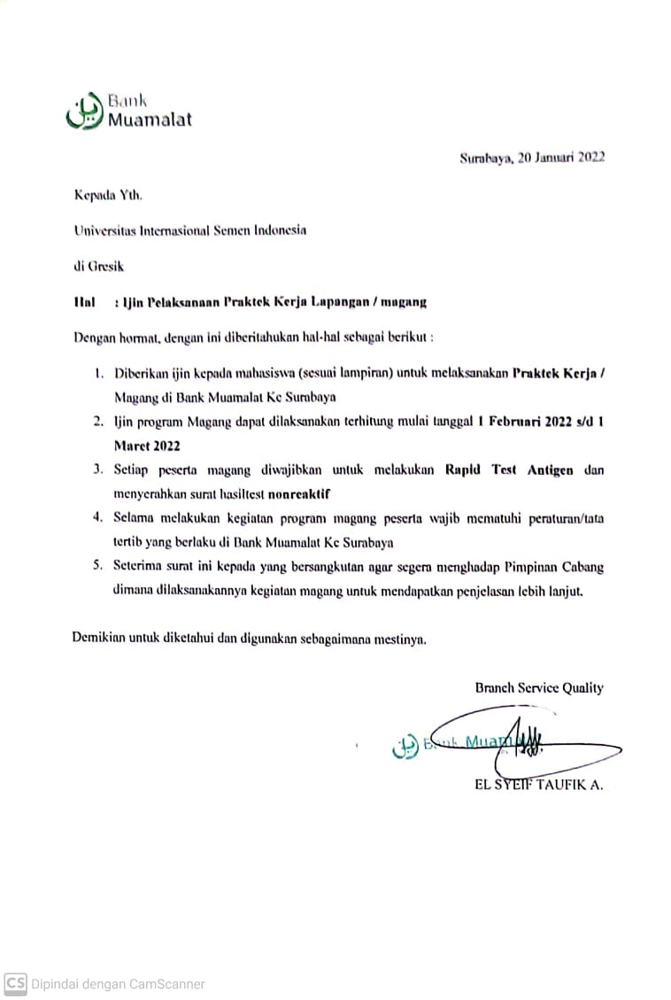 Bank
Muamalat
Surabaya, 20 Januari 2022
Kepada Yth.
Universitas Internasional Semen Indonesia
di Gresik
Hal : Ijin Pelaksanaan Praktek Kerja Lapangan / magang
Dengan hormat, dengan ini diberitahukan hal-hal sebagai berikut :
1. Diberikan ijin kepada mahasiswa (sesuai lampiran) untuk melaksanakan Praktek Kerja /
Magang di Bank Muamalat Kc Surabaya
2. Ijin program Magang dapat dilaksanakan terhitung mulai tanggal 1 Februari 2022 s/d 1
Maret 2022
3. Setiap peserta magang diwajibkan untuk melakukan Rapid Test Antigen dan
menyerahkan surat hasiltest nonreaktif
4. Selama melakukan kegiatan program magang peserta wajib mematuhi peraturan/tata
tertib yang berlaku di Bank Muamalat Kc Surabaya
5. Seterima surat ini kepada yang bersangkutan agar segera menghadap Pimpinan Cabang
dimana dilaksanakannya kegiatan magang untuk mendapatkan penjelasan lebih lanjut.
Demikian untuk diketahui dan digunakan sebagaimana mestinya.
Branch Service Quality
Bank Muam
EL SYEIF TAUFIK A.
CS Dipindai dengan CamScanner